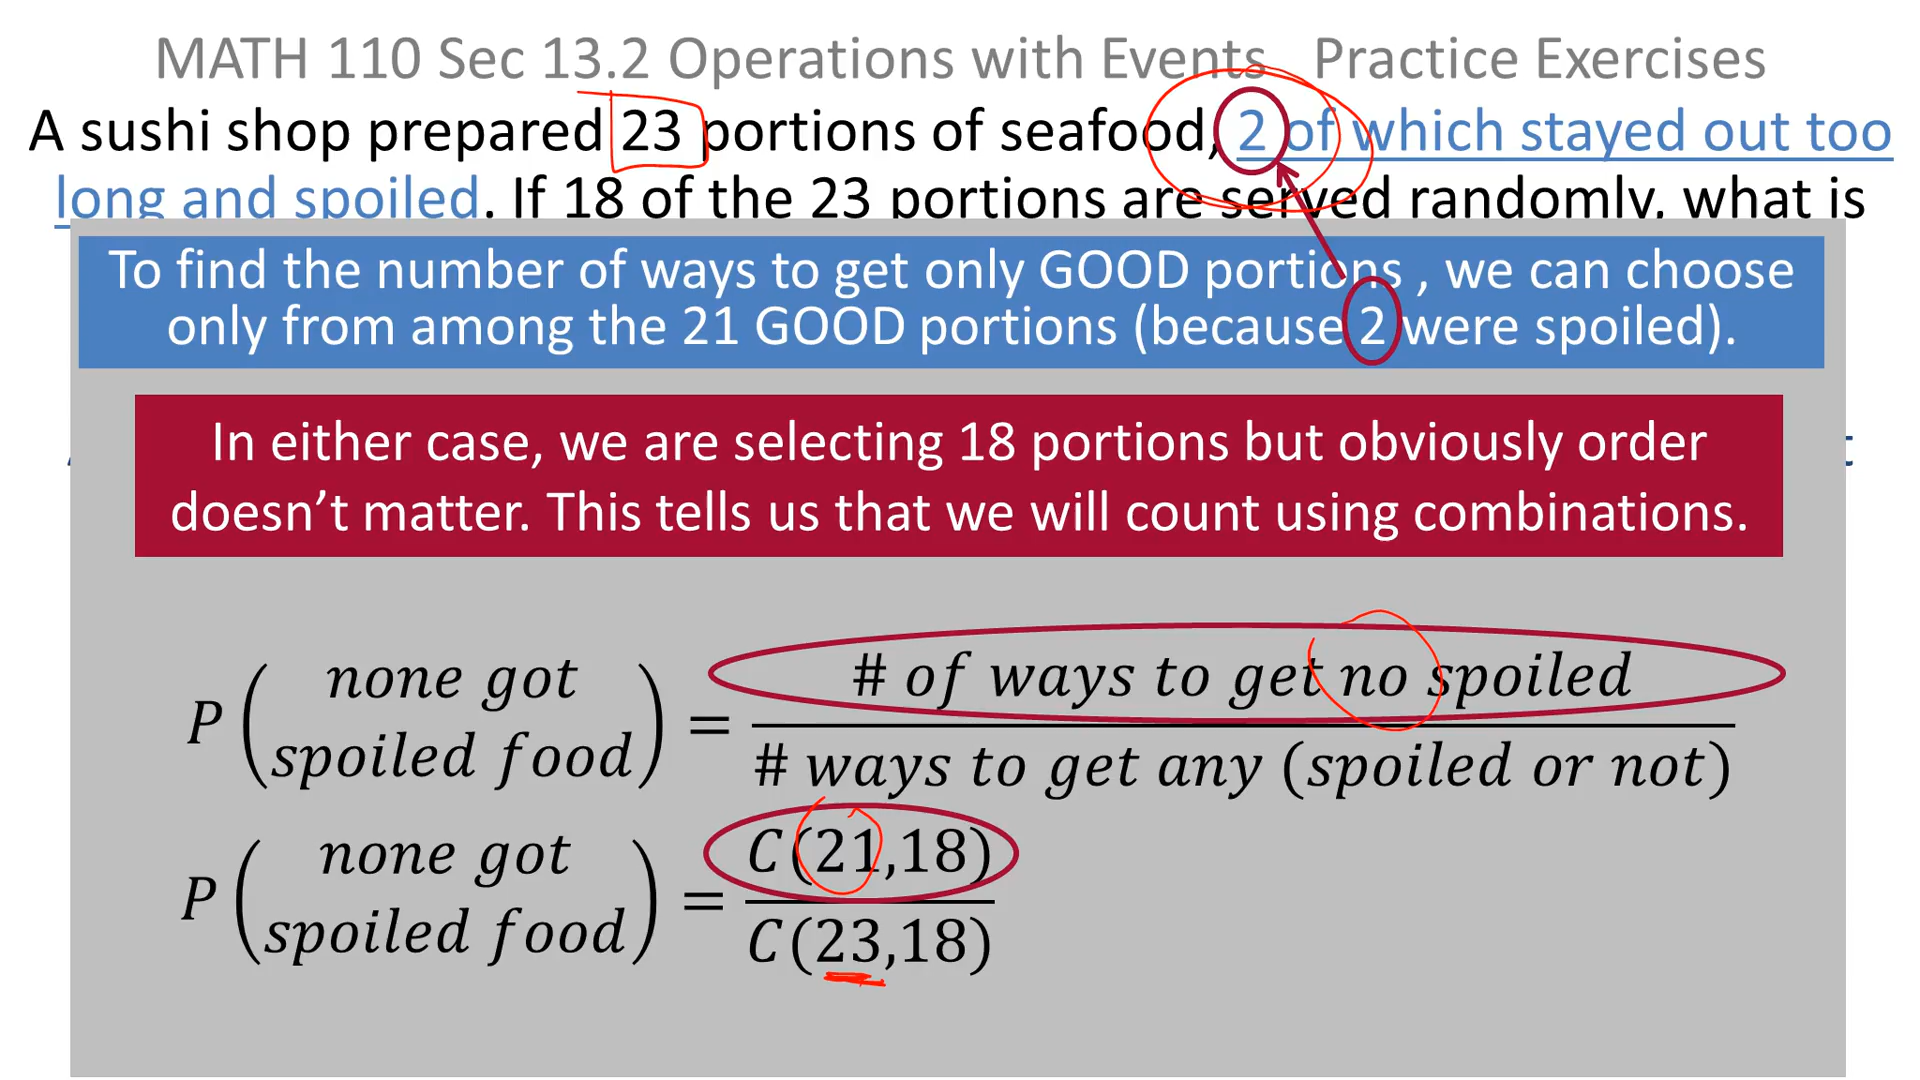 MATH 110 Sec 13.2 Operations with Events Practice Exercises
A sushi shop prepared 23 portions of seafood, 2 of which stayed out too
long and spoiled. If 18 of the 23 portions are served randomly, what is
To find the number of ways to get only GOOD portions , we can choose
only from among the 21 GOOD portions (because 2 were spoiled).
In either case, we are selecting 18 portions but obviously order
doesn’t matter. This tells us that we will count using combinations.
P ( none got spoiled food ) = # of ways to get no spoiled
# ways to get any (spoiled or not)
P ( none got spoiled food ) = C(21,18)
C(23,18)